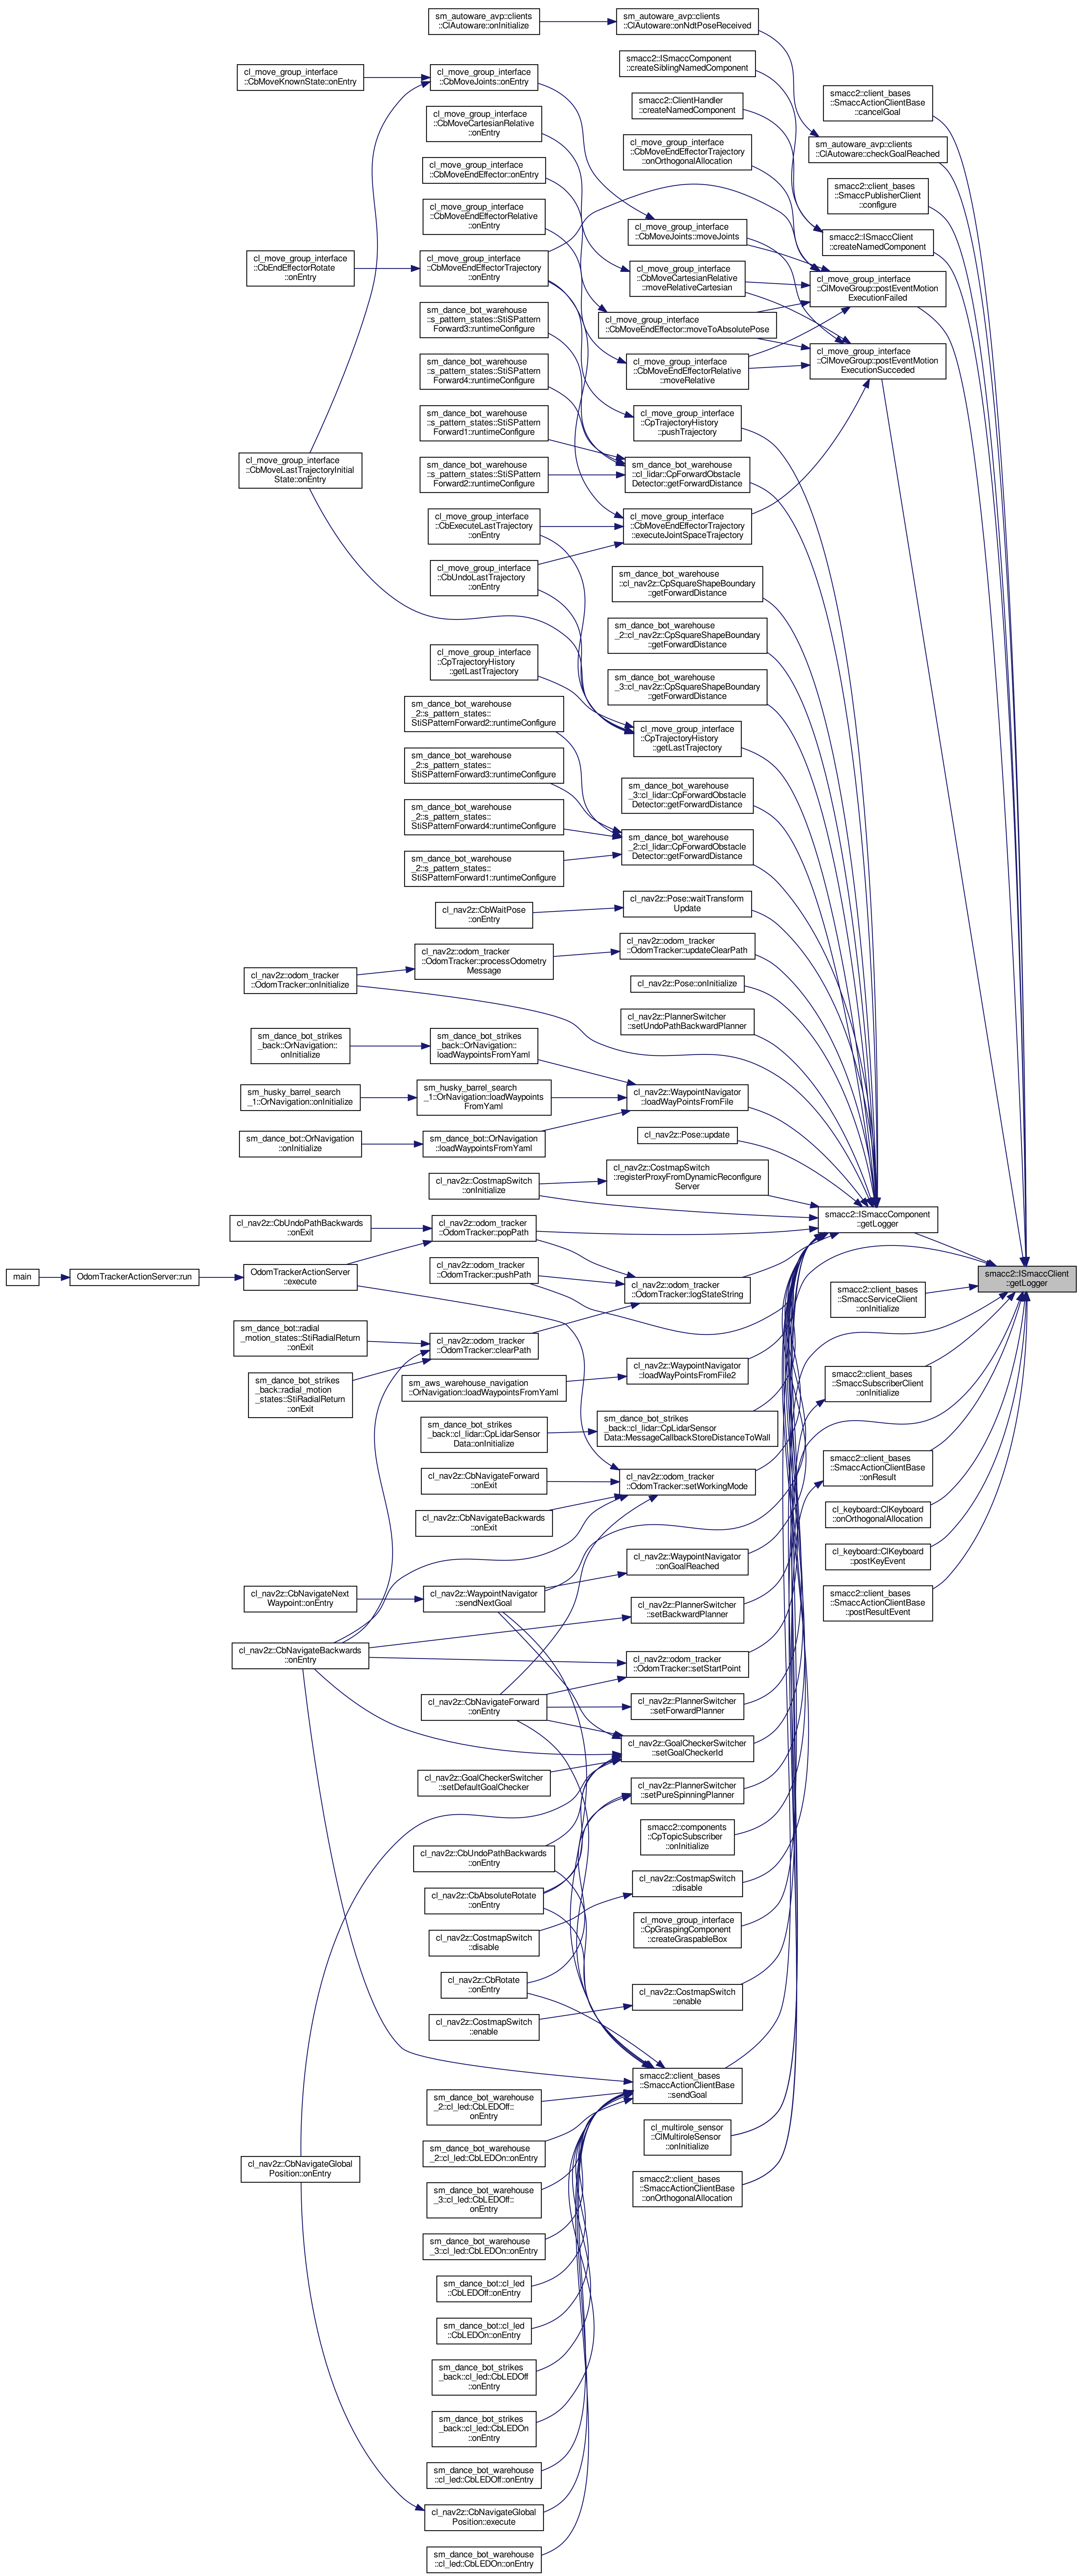 sm_autoware_avp::clients
::ClAutoware::onInitialize
sm_autoware_avp::clients
::ClAutoware::onNdtPoseReceived
cl_move_group_interface
::CbMoveKnownState::onEntry
cl_move_group_interface
::CbMoveJoints::onEntry
smacc2::ISmaccComponent
::createSiblingNamedComponent
smacc2::client_bases
::SmaccActionClientBase
::cancelGoal
cl_move_group_interface
::CbMoveCartesianRelative
::onEntry
smacc2::ClientHandler
::createNamedComponent
sm_autoware_avp::clients
::ClAutoware::checkGoalReached
cl_move_group_interface
::CbMoveEndEffector::onEntry
cl_move_group_interface
::CbMoveEndEffectorTrajectory
::onOrthogonalAllocation
smacc2::client_bases
::SmaccPublisherClient
::configure
cl_move_group_interface
::CbMoveEndEffectorRelative
::onEntry
cl_move_group_interface
::CbMoveJoints::moveJoints
smacc2::ISmaccClient
::createNamedComponent
cl_move_group_interface
::CbEndEffectorRotate
::onEntry
cl_move_group_interface
::CbMoveEndEffectorTrajectory
::onEntry
cl_move_group_interface
::CbMoveCartesianRelative
::moveRelativeCartesian
cl_move_group_interface
::ClMoveGroup::postEventMotion
ExecutionFailed
sm_dance_bot_warehouse
::s_pattern_states::StiSPattern
Forward3::runtimeConfigure
cl_move_group_interface
::CbMoveEndEffector::moveToAbsolutePose
cl_move_group_interface
::ClMoveGroup::postEventMotion
ExecutionSucceded
sm_dance_bot_warehouse
::s_pattern_states::StiSPattern
Forward4::runtimeConfigure
cl_move_group_interface
::CbMoveEndEffectorRelative
::moveRelative
sm_dance_bot_warehouse
::s_pattern_states::StiSPattern
Forward1::runtimeConfigure
cl_move_group_interface
::CpTrajectoryHistory
::pushTrajectory
cl_move_group_interface
::CbMoveLastTrajectoryInitial
State::onEntry
sm_dance_bot_warehouse
::s_pattern_states::StiSPattern
Forward2::runtimeConfigure
sm_dance_bot_warehouse
::cl_lidar::CpForwardObstacle
Detector::getForwardDistance
cl_move_group_interface
::CbExecuteLastTrajectory
::onEntry
cl_move_group_interface
::CbMoveEndEffectorTrajectory
::executeJointSpaceTrajectory
cl_move_group_interface
::CbUndoLastTrajectory
::onEntry
sm_dance_bot_warehouse
::cl_nav2z::CpSquareShapeBoundary
::getForwardDistance
cl_move_group_interface
::CpTrajectoryHistory
::getLastTrajectory
sm_dance_bot_warehouse
_2::cl_nav2z::CpSquareShapeBoundary
::getForwardDistance
sm_dance_bot_warehouse
_3::cl_nav2z::CpSquareShapeBoundary
::getForwardDistance
sm_dance_bot_warehouse
_2::s_pattern_states::
StiSPatternForward2::runtimeConfigure
cl_move_group_interface
::CpTrajectoryHistory
::getLastTrajectory
sm_dance_bot_warehouse
_2::s_pattern_states::
StiSPatternForward3::runtimeConfigure
sm_dance_bot_warehouse
_3::cl_lidar::CpForwardObstacle
Detector::getForwardDistance
sm_dance_bot_warehouse
_2::s_pattern_states::
StiSPatternForward4::runtimeConfigure
sm_dance_bot_warehouse
_2::cl_lidar::CpForwardObstacle
Detector::getForwardDistance
sm_dance_bot_warehouse
_2::s_pattern_states::
StiSPatternForward1::runtimeConfigure
cl_nav2z::CbWaitPose
::onEntry
cl_nav2z::Pose::waitTransform
Update
cl_nav2z::odom_tracker
::OdomTracker::onInitialize
cl_nav2z::odom_tracker
::OdomTracker::processOdometry
Message
cl_nav2z::odom_tracker
::OdomTracker::updateClearPath
cl_nav2z::Pose::onInitialize
sm_dance_bot_strikes
_back::OrNavigation::
onInitialize
sm_dance_bot_strikes
_back::OrNavigation::
loadWaypointsFromYaml
cl_nav2z::PlannerSwitcher
::setUndoPathBackwardPlanner
sm_husky_barrel_search
_1::OrNavigation::onInitialize
sm_husky_barrel_search
_1::OrNavigation::loadWaypoints
FromYaml
cl_nav2z::WaypointNavigator
::loadWayPointsFromFile
sm_dance_bot::OrNavigation
::onInitialize
sm_dance_bot::OrNavigation
::loadWaypointsFromYaml
cl_nav2z::Pose::update
cl_nav2z::CostmapSwitch
::onInitialize
cl_nav2z::CostmapSwitch
::registerProxyFromDynamicReconfigure
Server
cl_nav2z::CbUndoPathBackwards
::onExit
cl_nav2z::odom_tracker
::OdomTracker::popPath
smacc2::ISmaccComponent
::getLogger
main
OdomTrackerActionServer::run
OdomTrackerActionServer
::execute
cl_nav2z::odom_tracker
::OdomTracker::pushPath
cl_nav2z::odom_tracker
::OdomTracker::logStateString
smacc2::client_bases
::SmaccServiceClient
::onInitialize
smacc2::ISmaccClient
::getLogger
sm_dance_bot::radial
_motion_states::StiRadialReturn
::onExit
cl_nav2z::odom_tracker
::OdomTracker::clearPath
sm_dance_bot_strikes
_back::radial_motion
_states::StiRadialReturn
::onExit
sm_aws_warehouse_navigation
::OrNavigation::loadWaypointsFromYaml
cl_nav2z::WaypointNavigator
::loadWayPointsFromFile2
smacc2::client_bases
::SmaccSubscriberClient
::onInitialize
sm_dance_bot_strikes
_back::cl_lidar::CpLidarSensor
Data::onInitialize
sm_dance_bot_strikes
_back::cl_lidar::CpLidarSensor
Data::MessageCallbackStoreDistanceToWall
smacc2::client_bases
::SmaccActionClientBase
::onResult
cl_nav2z::CbNavigateForward
::onExit
cl_nav2z::odom_tracker
::OdomTracker::setWorkingMode
cl_keyboard::ClKeyboard
::onOrthogonalAllocation
cl_nav2z::CbNavigateBackwards
::onExit
cl_nav2z::WaypointNavigator
::onGoalReached
cl_keyboard::ClKeyboard
::postKeyEvent
cl_nav2z::CbNavigateNext
Waypoint::onEntry
cl_nav2z::WaypointNavigator
::sendNextGoal
cl_nav2z::PlannerSwitcher
::setBackwardPlanner
smacc2::client_bases
::SmaccActionClientBase
::postResultEvent
cl_nav2z::CbNavigateBackwards
::onEntry
cl_nav2z::odom_tracker
::OdomTracker::setStartPoint
cl_nav2z::CbNavigateForward
::onEntry
cl_nav2z::PlannerSwitcher
::setForwardPlanner
cl_nav2z::GoalCheckerSwitcher
::setGoalCheckerId
cl_nav2z::GoalCheckerSwitcher
::setDefaultGoalChecker
cl_nav2z::PlannerSwitcher
::setPureSpinningPlanner
cl_nav2z::CbUndoPathBackwards
::onEntry
smacc2::components
::CpTopicSubscriber
::onInitialize
cl_nav2z::CbAbsoluteRotate
::onEntry
cl_nav2z::CostmapSwitch
::disable
cl_nav2z::CostmapSwitch
::disable
cl_move_group_interface
::CpGraspingComponent
::createGraspableBox
cl_nav2z::CbRotate
::onEntry
cl_nav2z::CostmapSwitch
::enable
cl_nav2z::CostmapSwitch
::enable
smacc2::client_bases
::SmaccActionClientBase
::sendGoal
sm_dance_bot_warehouse
_2::cl_led::CbLEDOff::
onEntry
cl_multirole_sensor
::ClMultiroleSensor
::onInitialize
sm_dance_bot_warehouse
_2::cl_led::CbLEDOn::onEntry
cl_nav2z::CbNavigateGlobal
Position::onEntry
smacc2::client_bases
::SmaccActionClientBase
::onOrthogonalAllocation
sm_dance_bot_warehouse
_3::cl_led::CbLEDOff::
onEntry
sm_dance_bot_warehouse
_3::cl_led::CbLEDOn::onEntry
sm_dance_bot::cl_led
::CbLEDOff::onEntry
sm_dance_bot::cl_led
::CbLEDOn::onEntry
sm_dance_bot_strikes
_back::cl_led::CbLEDOff
::onEntry
sm_dance_bot_strikes
_back::cl_led::CbLEDOn
::onEntry
sm_dance_bot_warehouse
::cl_led::CbLEDOff::onEntry
cl_nav2z::CbNavigateGlobal
Position::execute
sm_dance_bot_warehouse
::cl_led::CbLEDOn::onEntry